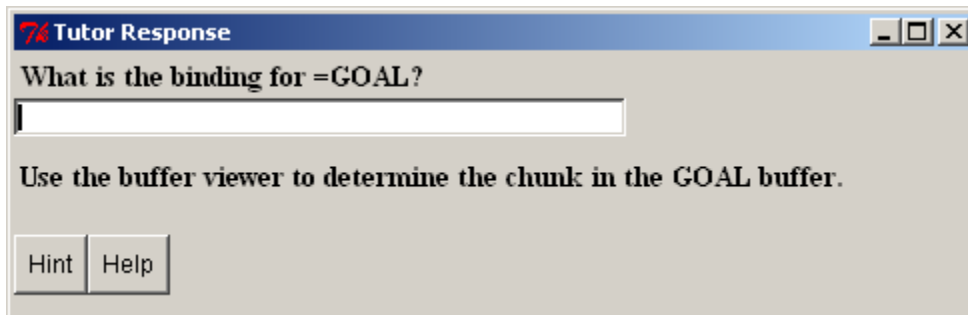 Tutor Response
What is the binding for =GOAL?
Use the buffer viewer to determine the chunk in the GOAL buffer.
Hint Help